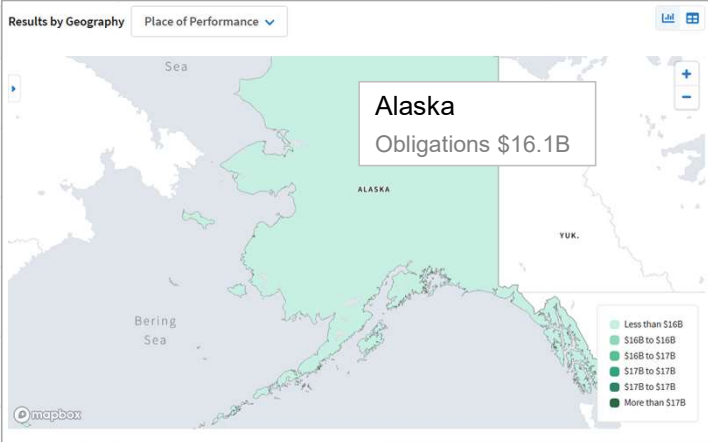 Results by Geography
Place of Performance
Sea
Alaska
Obligations $16.1B
ALASKA
YUK.
Bering
Sea
Less than $16B
$16B to $16B
$16B to $17B
$17B to $17B
$17B to $17B
More than $17B
mapbox